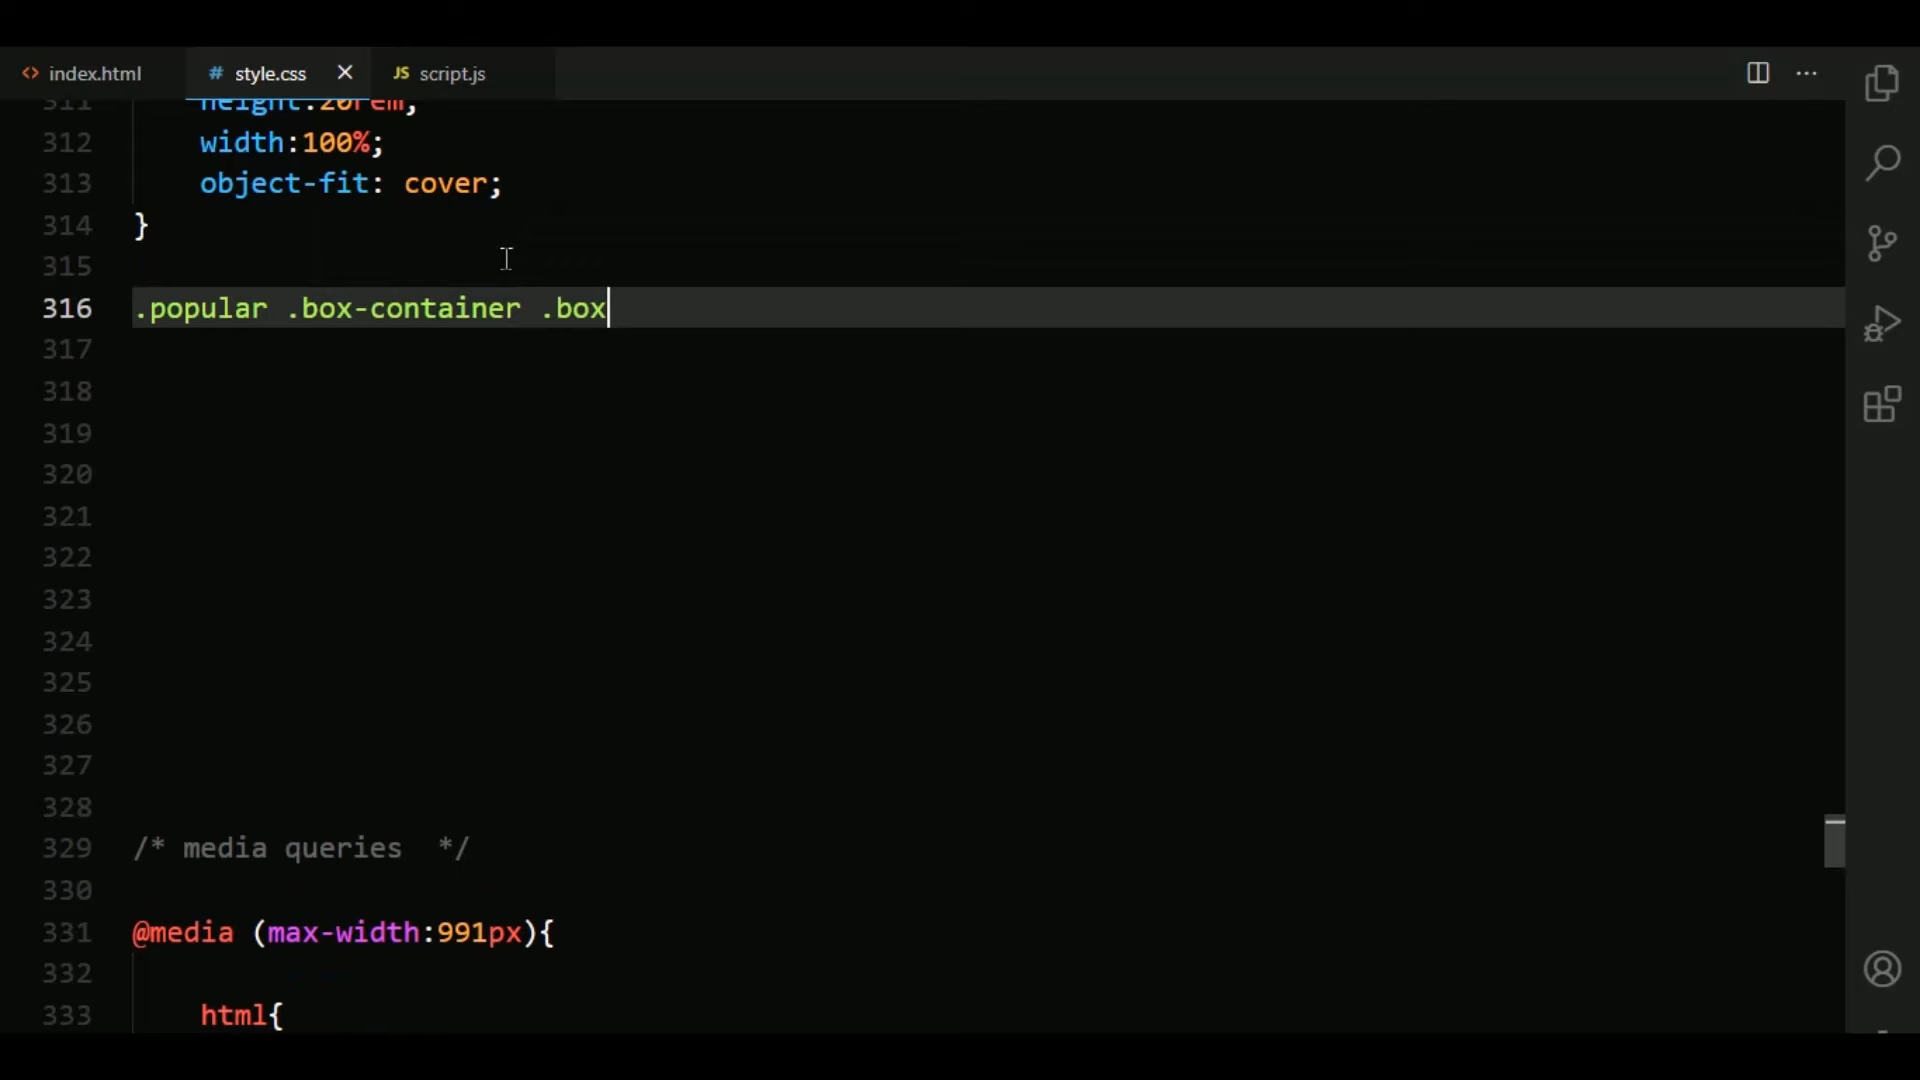 index.html
style.css
JS script.js
311 height:20rem;
312 width:100%;
313 object-fit: cover;
314 }
315
316 .popular .box-container .box
317
318
319
320
321
322
323
324
325
326
327
328
329 /* media queries  */
330
331 @media (max-width:991px){
332
333 html{